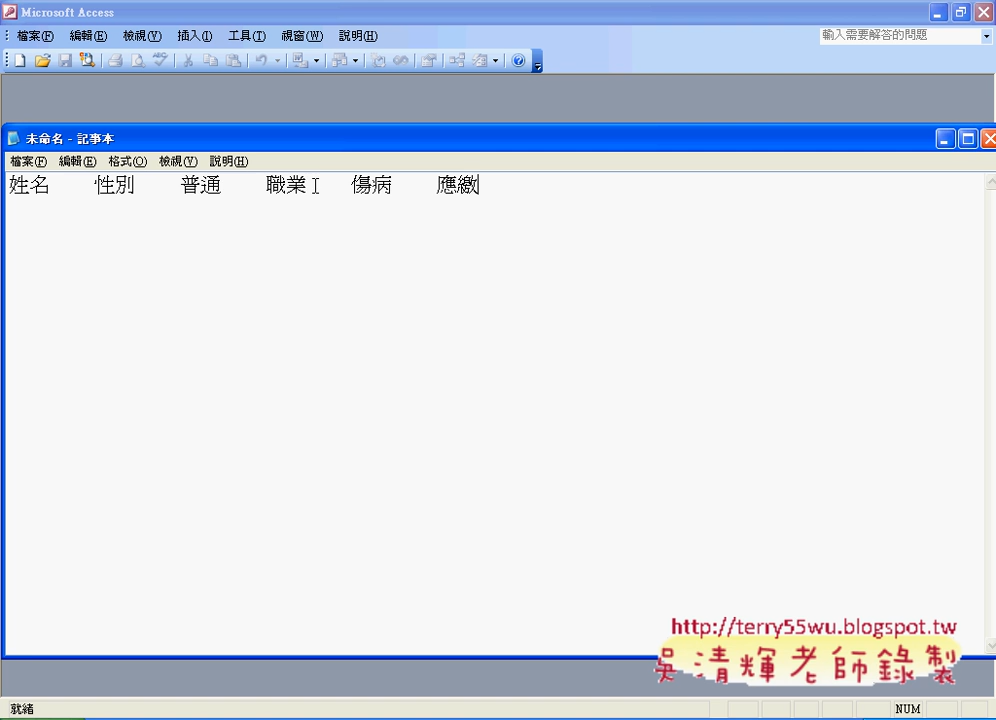 Microsoft Access
檔案(F) 編輯(E) 檢視(V) 插入(I) 工具(T) 視窗(W) 說明(H) 輸入需要解答的問題
未命名 - 記事本
檔案(F) 編輯(E) 格式(O) 檢視(V) 說明(H)
姓名 性別 普通 職業 傷病 應繳
http://terry55wu.blogspot.tw
吳清輝老師錄製
就緒 NUM